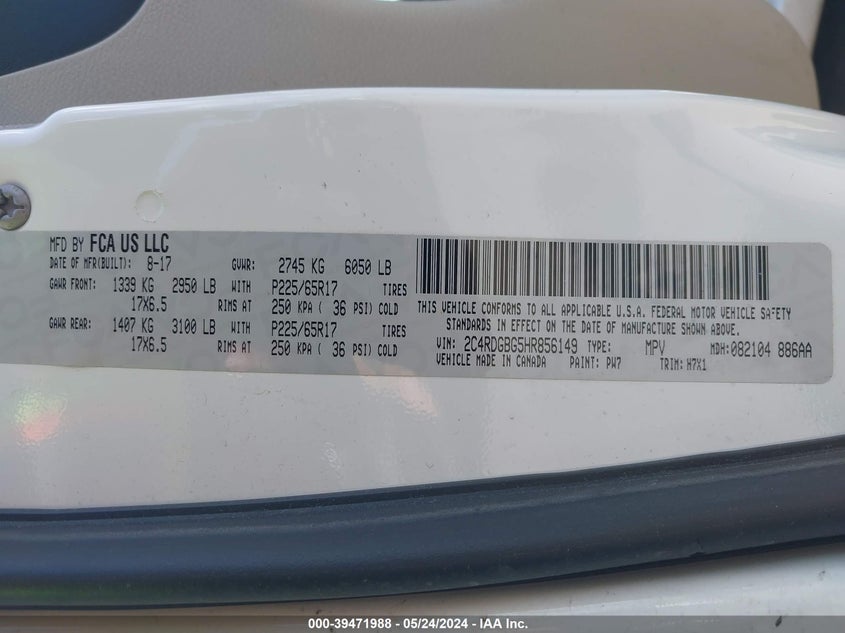 MFD BY FCA US LLC
DATE OF MFR(BUILT): 8-17 GVWR: 2745 KG 6050 LB
GAWR FRONT: 1339 KG 2950 LB WITH P225/65R17 TIRES
17X6.5 RIMS AT 250 KPA ( 36 PSI) COLD
GAWR REAR: 1407 KG 3100 LB WITH P225/65R17 TIRES
17X6.5 RIMS AT 250 KPA ( 36 PSI) COLD
THIS VEHICLE CONFORMS TO ALL APPLICABLE U.S.A. FEDERAL MOTOR VEHICLE SAFETY
STANDARDS IN EFFECT ON THE DATE OF MANUFACTURE SHOWN ABOVE.
VIN: 2C4RDGBG5HR856149 TYPE: MPV MDH:082104 886AA
VEHICLE MADE IN CANADA PAINT: PW7 TRIM: H7X1
000-39471988 - 05/24/2024 - IAA Inc.